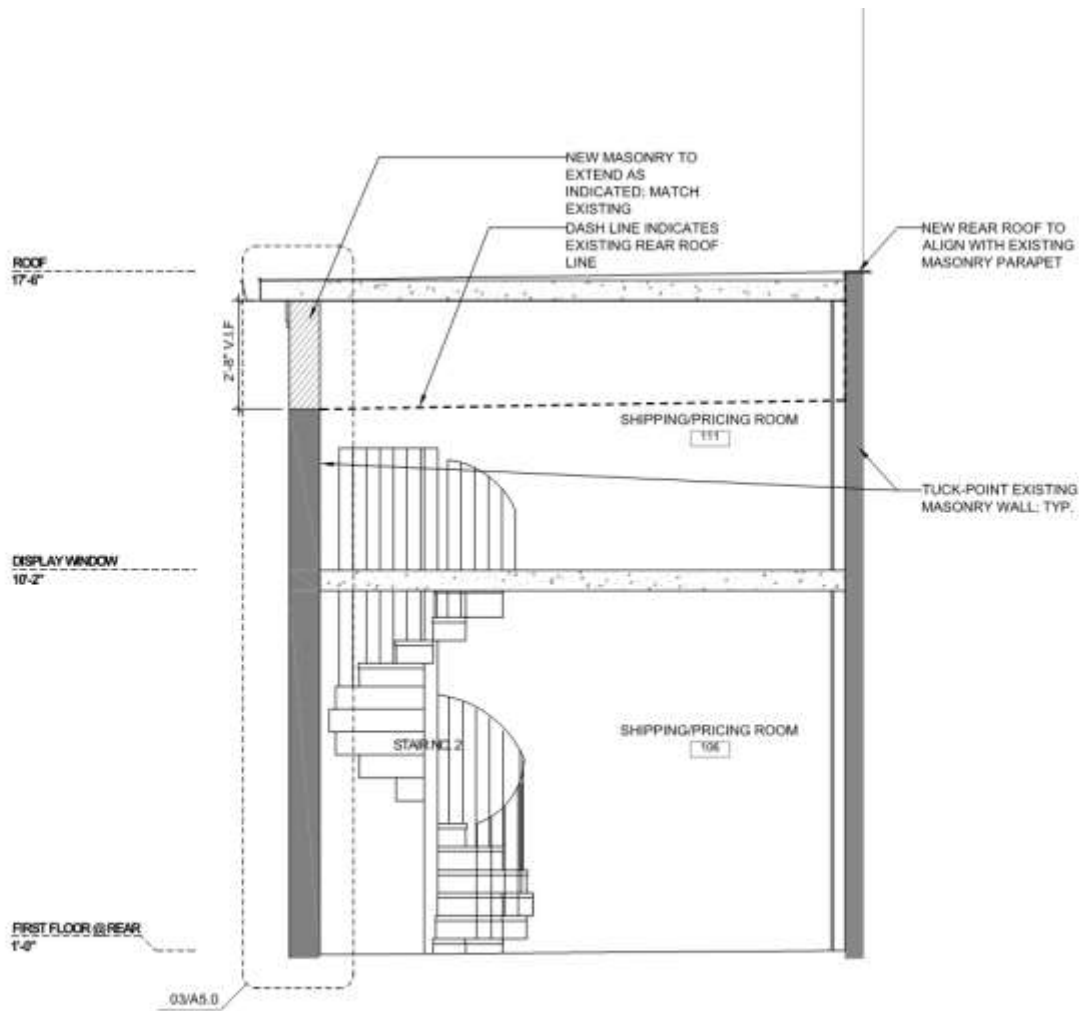 NEW MASONRY TO
EXTEND AS
INDICATED; MATCH
EXISTING
DASH LINE INDICATES
EXISTING REAR ROOF
LINE
NEW REAR ROOF TO
ALIGN WITH EXISTING
MASONRY PARAPET
ROOF
17'-6"
2'-8" V.I.F
SHIPPING/PRICING ROOM
111
TUCK-POINT EXISTING
MASONRY WALL; TYP.
DISPLAY WINDOW
10'-2"
SHIPPING/PRICING ROOM
106
STAIR NO. 2
FIRST FLOOR @ REAR
1'-0"
03/A5.0